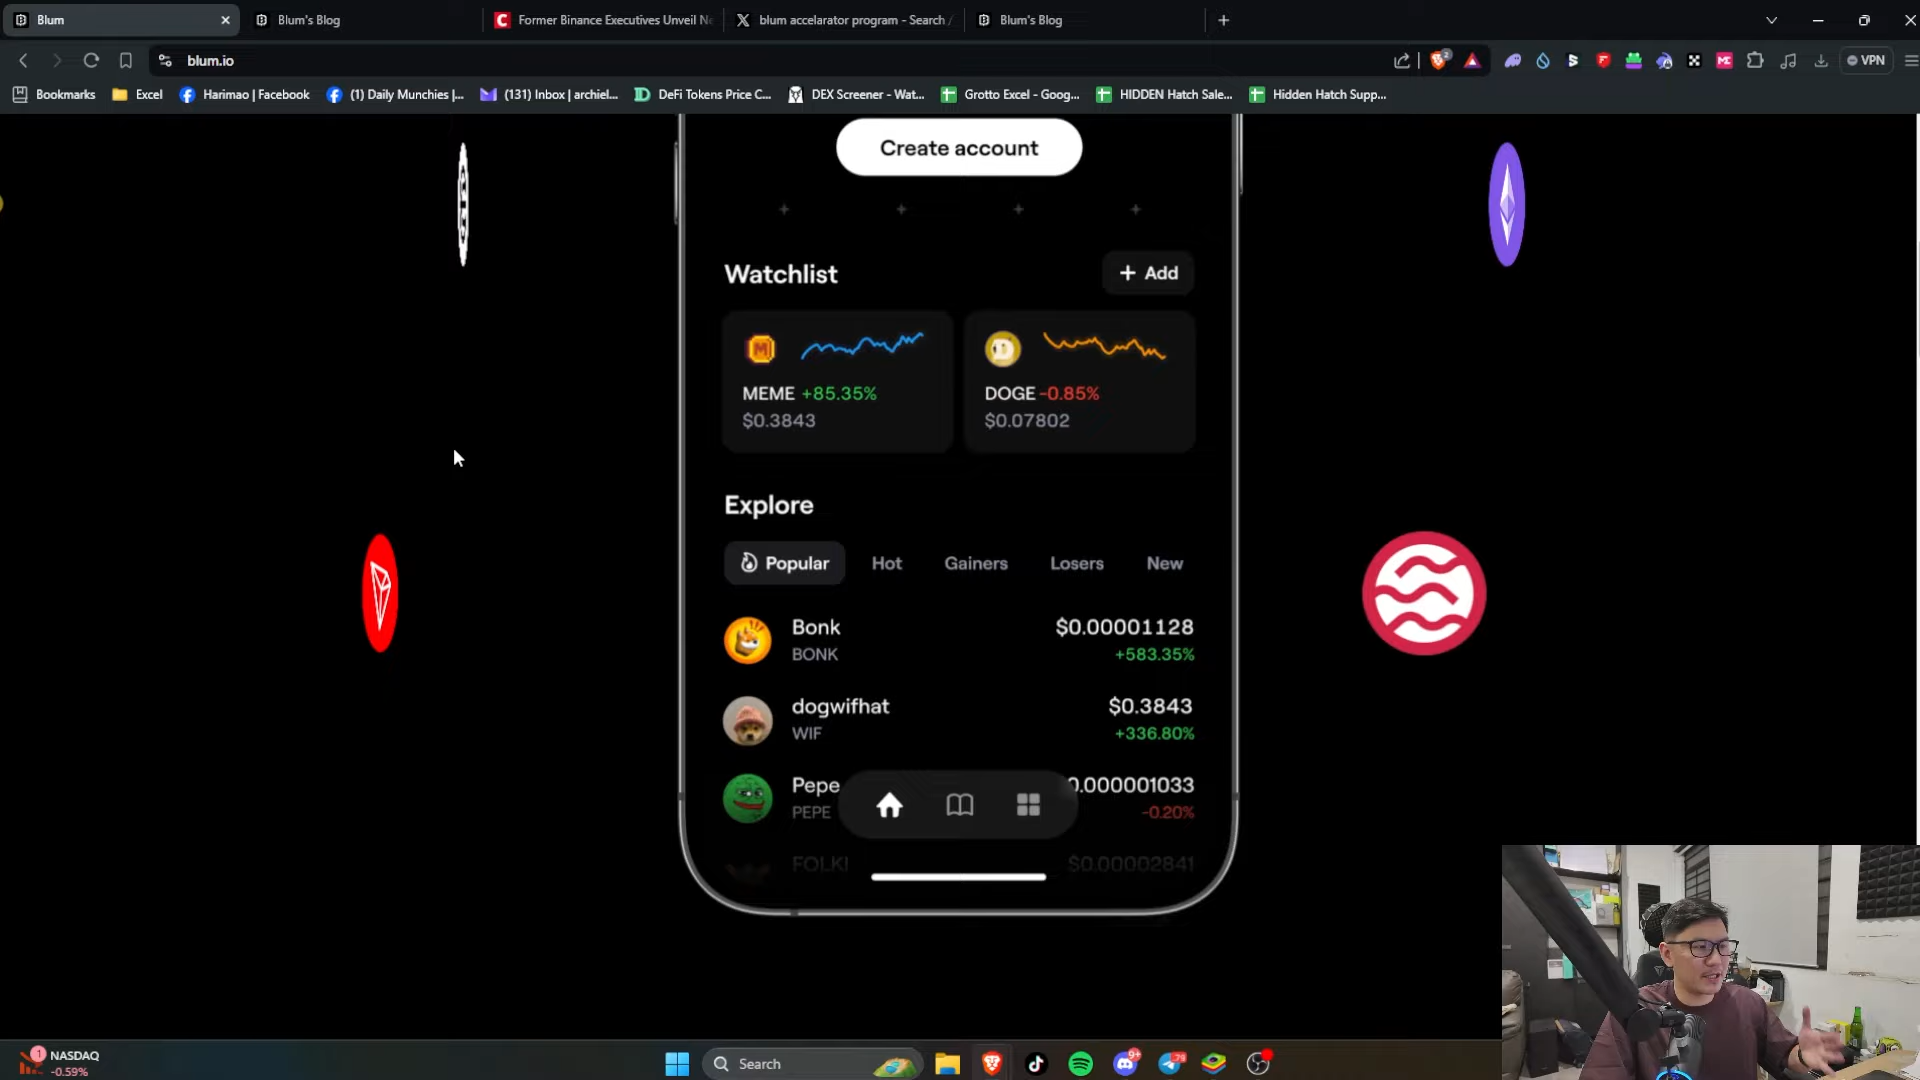 Blum
Blum's Blog
Former Binance Executives Unveil Ne
blum accelarator program - Search /
Blum's Blog
blum.io
VPN
Bookmarks
Excel
Harimao | Facebook
(1) Daily Munchies |...
(131) Inbox | archiel...
DeFi Tokens Price C...
DEX Screener - Wat...
Grotto Excel - Goog...
HIDDEN Hatch Sale...
Hidden Hatch Supp...
Create account
Watchlist
+ Add
MEME +85.35%
$0.3843
DOGE -0.85%
$0.07802
Explore
Popular
Hot
Gainers
Losers
New
Bonk
$0.00001128
BONK
+583.35%
dogwifhat
$0.3843
WIF
+336.80%
Pepe
0.000001033
PEPE
-0.20%
FOLKI
$0.00002841
NASDAQ
-0.59%
Search